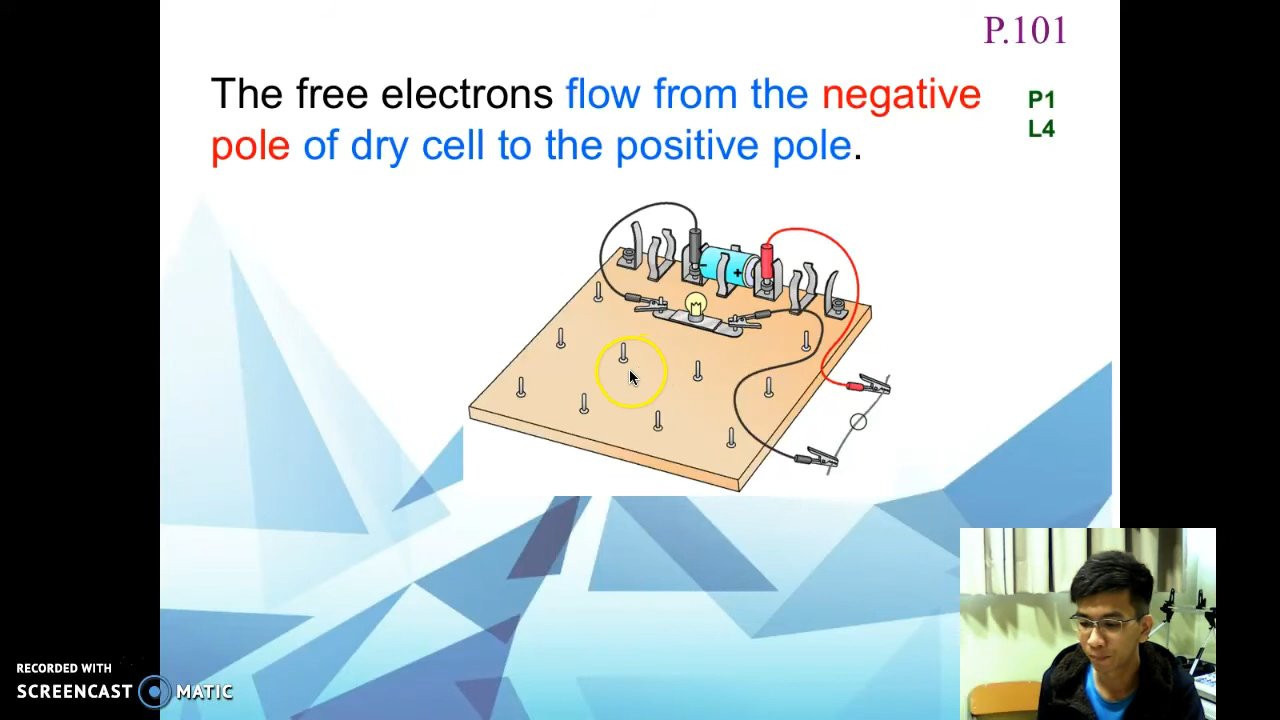 P.101
The free electrons flow from the negative
pole of dry cell to the positive pole.
P1
L4
- +
RECORDED WITH
SCREENCAST MATIC